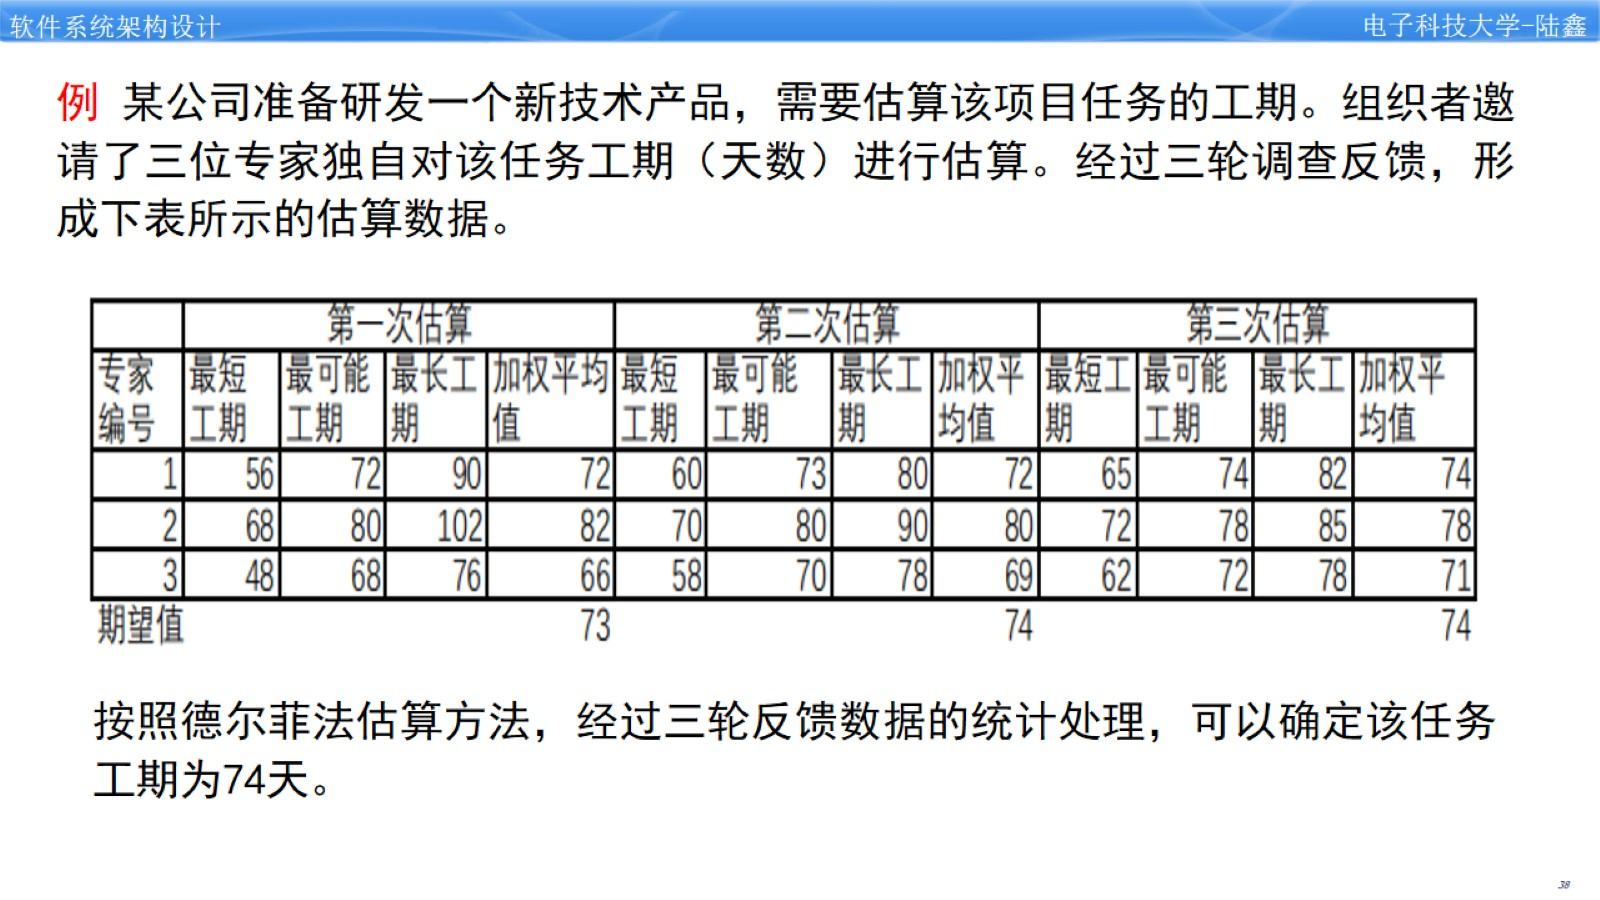 软件系统架构设计
电子科技大学-陆鑫
例 某公司准备研发一个新技术产品，需要估算该项目任务的工期。组织者邀
请了三位专家独自对该任务工期（天数）进行估算。经过三轮调查反馈，形
成下表所示的估算数据。
第一次估算 第二次估算 第三次估算
专家编号 最短工期 最可能工期 最长工期 加权平均值 最短工期 最可能工期 最长工期 加权平均值 最短工期 最可能工期 最长工期 加权平均值
1 56 72 90 72 60 73 80 72 65 74 82 74
2 68 80 102 82 70 80 90 80 72 78 85 78
3 48 68 76 66 58 70 78 69 62 72 78 71
期望值 73 74 74
按照德尔菲法估算方法，经过三轮反馈数据的统计处理，可以确定该任务
工期为74天。
38